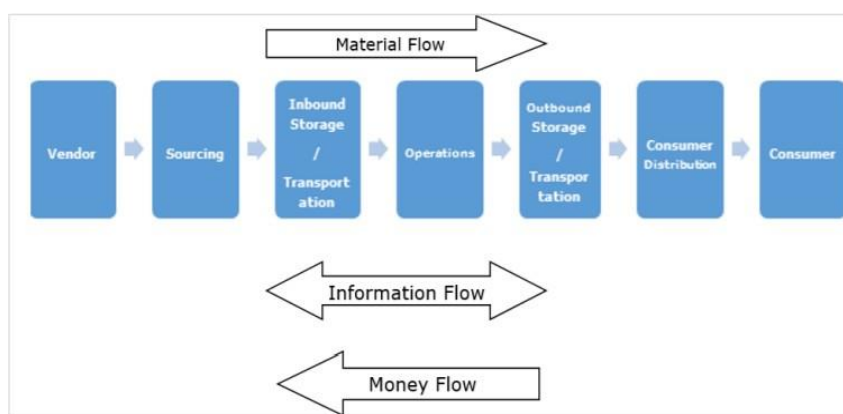 Material Flow
Vendor
Sourcing
Inbound
Storage
/
Transport
ation
Operations
Outbound
Storage
/
Transpor
tation
Consumer
Distribution
Consumer
Information Flow
Money Flow